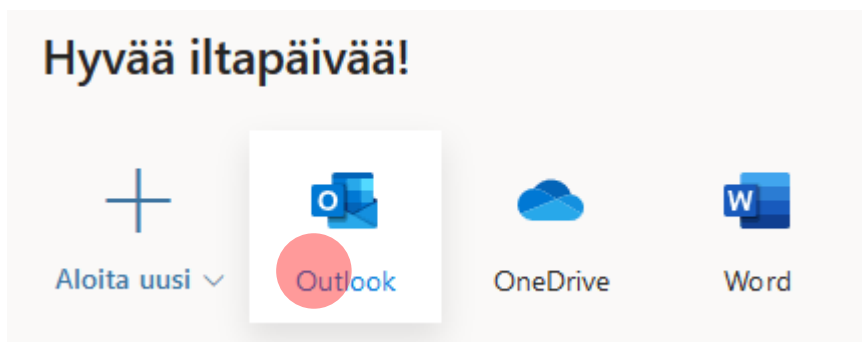 Hyvää iltapäivää!
Aloita uusi
Outlook
OneDrive
Word